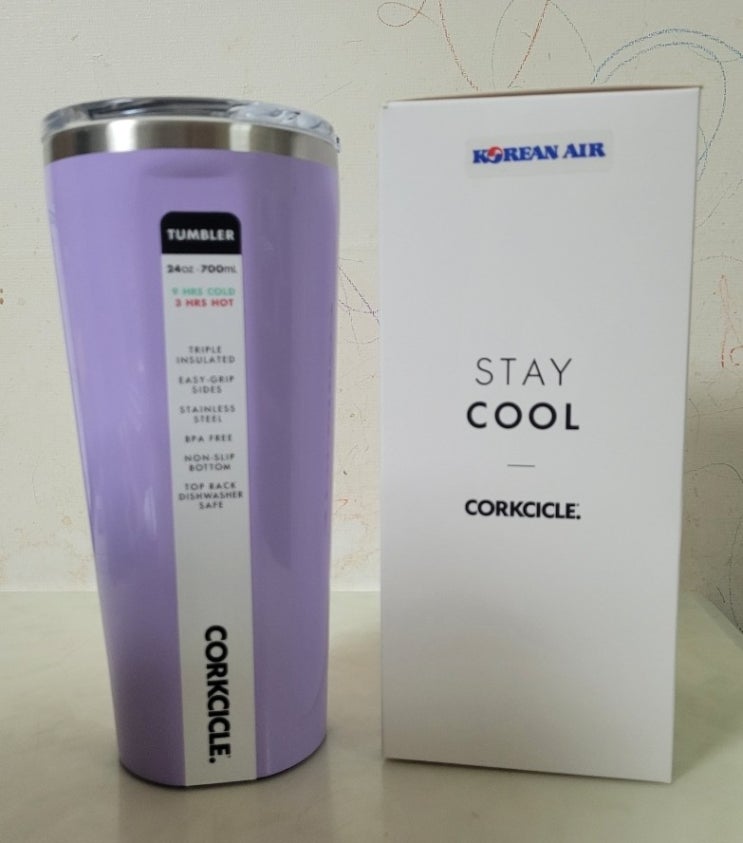 TUMBLER
24oz - 700mL
9 HRS COLD
3 HRS HOT
TRIPLE
INSULATED
EASY-GRIP
SIDES
STAINLESS
STEEL
BPA FREE
NON-SLIP
BOTTOM
TOP RACK
DISHWASHER
SAFE
CORKCICLE.
KOREAN AIR
STAY
COOL
CORKCICLE.